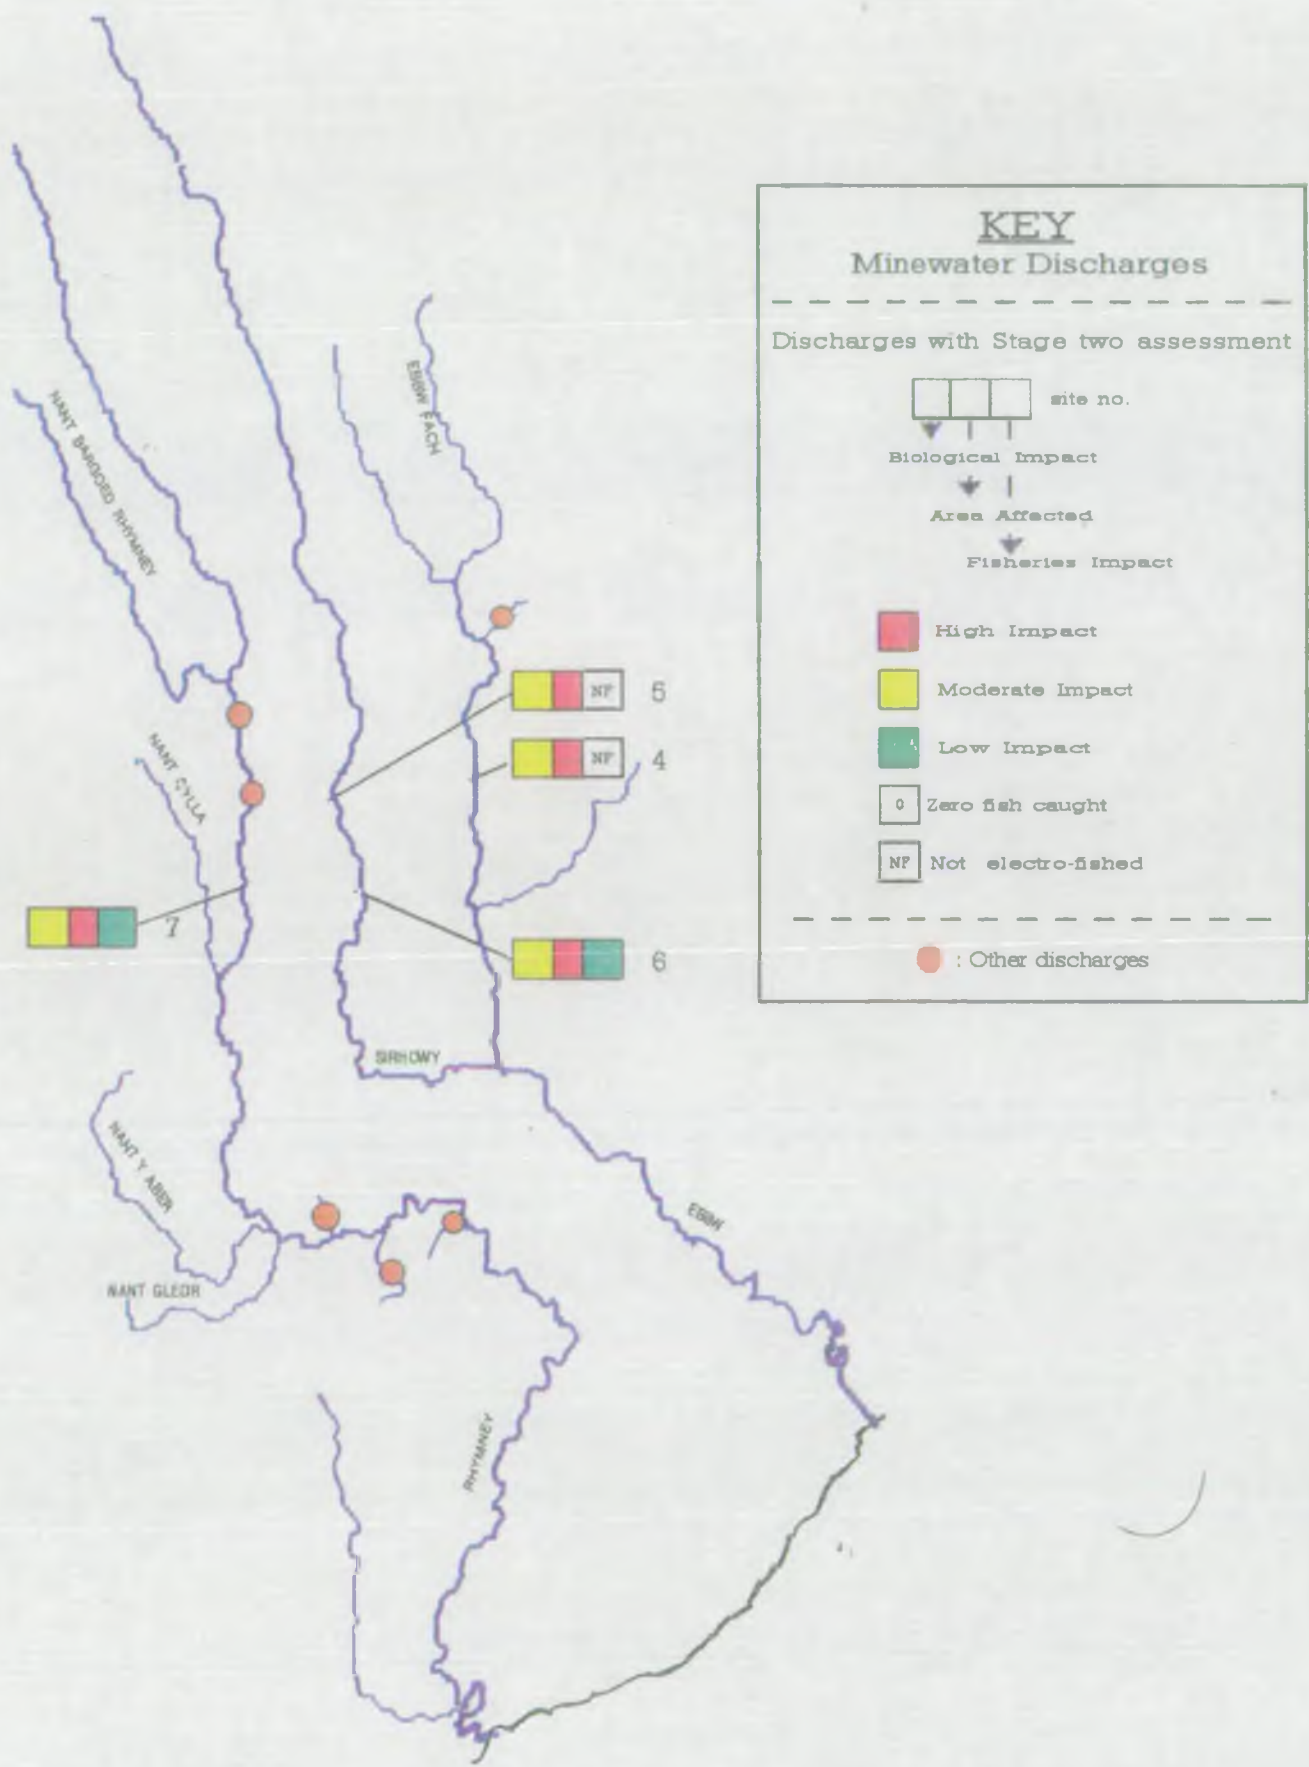 KEY
Minewater Discharges
Discharges with Stage two assessment
site no.
Biological Impact
Area Affected
Fisheries Impact
High Impact
Moderate Impact
Low Impact
0 Zero fish caught
NF Not electro-fished
: Other discharges
EBBW FACH
NANT BARGOED RHYMNEY
NF 5
NF 4
NANT CYLLA
7
6
SIRHOWY
NANT Y ABER
EBBW
NANT GLEDR
RHYMNEY